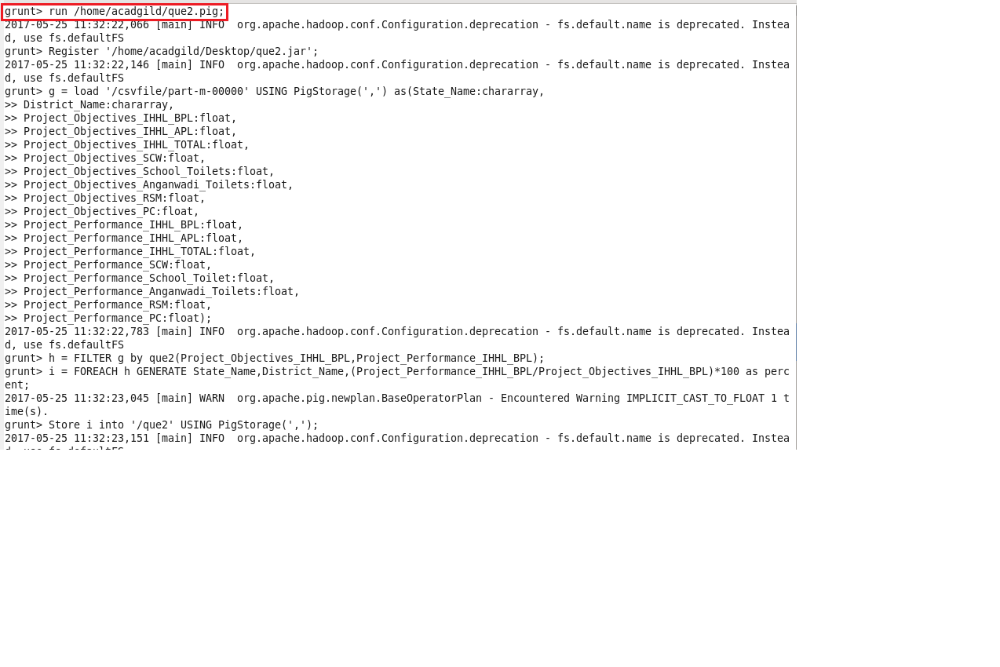 grunt> run /home/acadgild/que2.pig;
2017-05-25 11:32:22,066 [main] INFO  org.apache.hadoop.conf.Configuration.deprecation - fs.default.name is deprecated. Instea
d, use fs.defaultFS
grunt> Register '/home/acadgild/Desktop/que2.jar';
2017-05-25 11:32:22,146 [main] INFO  org.apache.hadoop.conf.Configuration.deprecation - fs.default.name is deprecated. Instea
d, use fs.defaultFS
grunt> g = load '/csvfile/part-m-00000' USING PigStorage(',') as(State_Name:chararray,
>> District_Name:chararray,
>> Project_Objectives_IHHL_BPL:float,
>> Project_Objectives_IHHL_APL:float,
>> Project_Objectives_IHHL_TOTAL:float,
>> Project_Objectives_SCW:float,
>> Project_Objectives_School_Toilets:float,
>> Project_Objectives_Anganwadi_Toilets:float,
>> Project_Objectives_RSM:float,
>> Project_Objectives_PC:float,
>> Project_Performance_IHHL_BPL:float,
>> Project_Performance_IHHL_APL:float,
>> Project_Performance_IHHL_TOTAL:float,
>> Project_Performance_SCW:float,
>> Project_Performance_School_Toilet:float,
>> Project_Performance_Anganwadi_Toilets:float,
>> Project_Performance_RSM:float,
>> Project_Performance_PC:float);
2017-05-25 11:32:22,783 [main] INFO  org.apache.hadoop.conf.Configuration.deprecation - fs.default.name is deprecated. Instea
d, use fs.defaultFS
grunt> h = FILTER g by que2(Project_Objectives_IHHL_BPL,Project_Performance_IHHL_BPL);
grunt> i = FOREACH h GENERATE State_Name,District_Name,(Project_Performance_IHHL_BPL/Project_Objectives_IHHL_BPL)*100 as perc
ent;
2017-05-25 11:32:23,045 [main] WARN  org.apache.pig.newplan.BaseOperatorPlan - Encountered Warning IMPLICIT_CAST_TO_FLOAT 1 t
ime(s).
grunt> Store i into '/que2' USING PigStorage(',');
2017-05-25 11:32:23,151 [main] INFO  org.apache.hadoop.conf.Configuration.deprecation - fs.default.name is deprecated. Instea
d, use fs.defaultFS